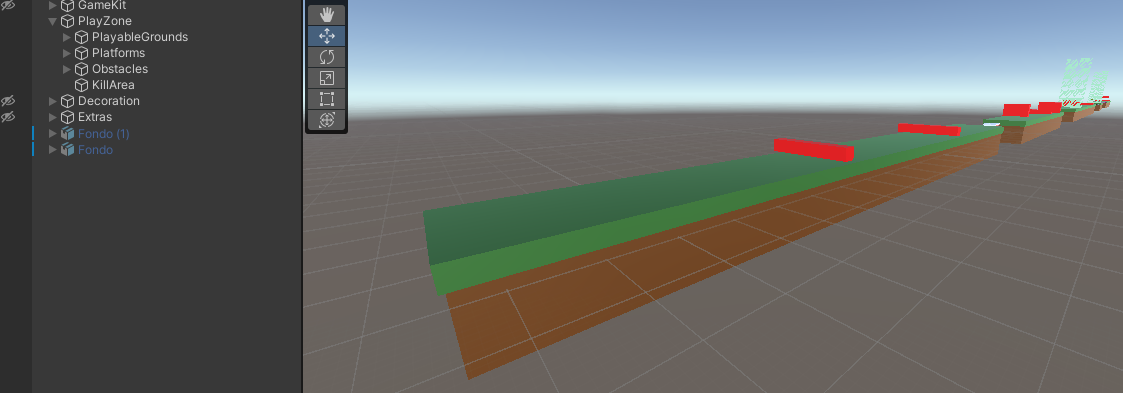 GameKit
PlayZone
PlayableGrounds
Platforms
Obstacles
KillArea
Decoration
Extras
Fondo (1)
Fondo